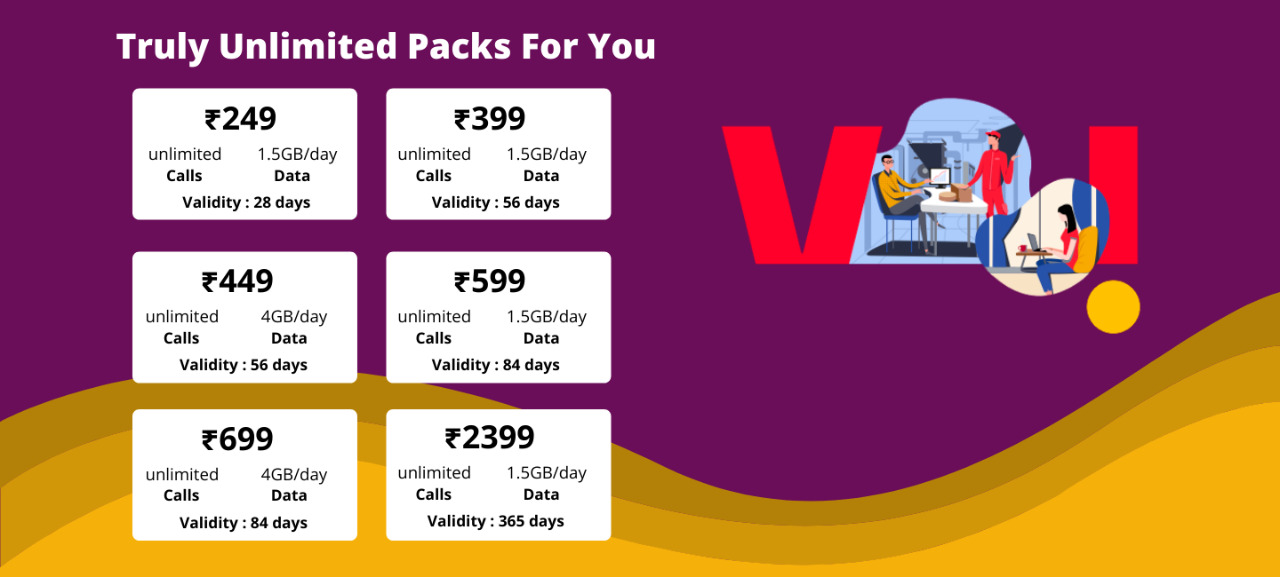 Truly Unlimited Packs For You
₹249
unlimited 1.5GB/day
Calls Data
Validity : 28 days
₹399
unlimited 1.5GB/day
Calls Data
Validity : 56 days
₹449
unlimited 4GB/day
Calls Data
Validity : 56 days
₹599
unlimited 1.5GB/day
Calls Data
Validity : 84 days
₹699
unlimited 4GB/day
Calls Data
Validity : 84 days
₹2399
unlimited 1.5GB/day
Calls Data
Validity : 365 days
V!